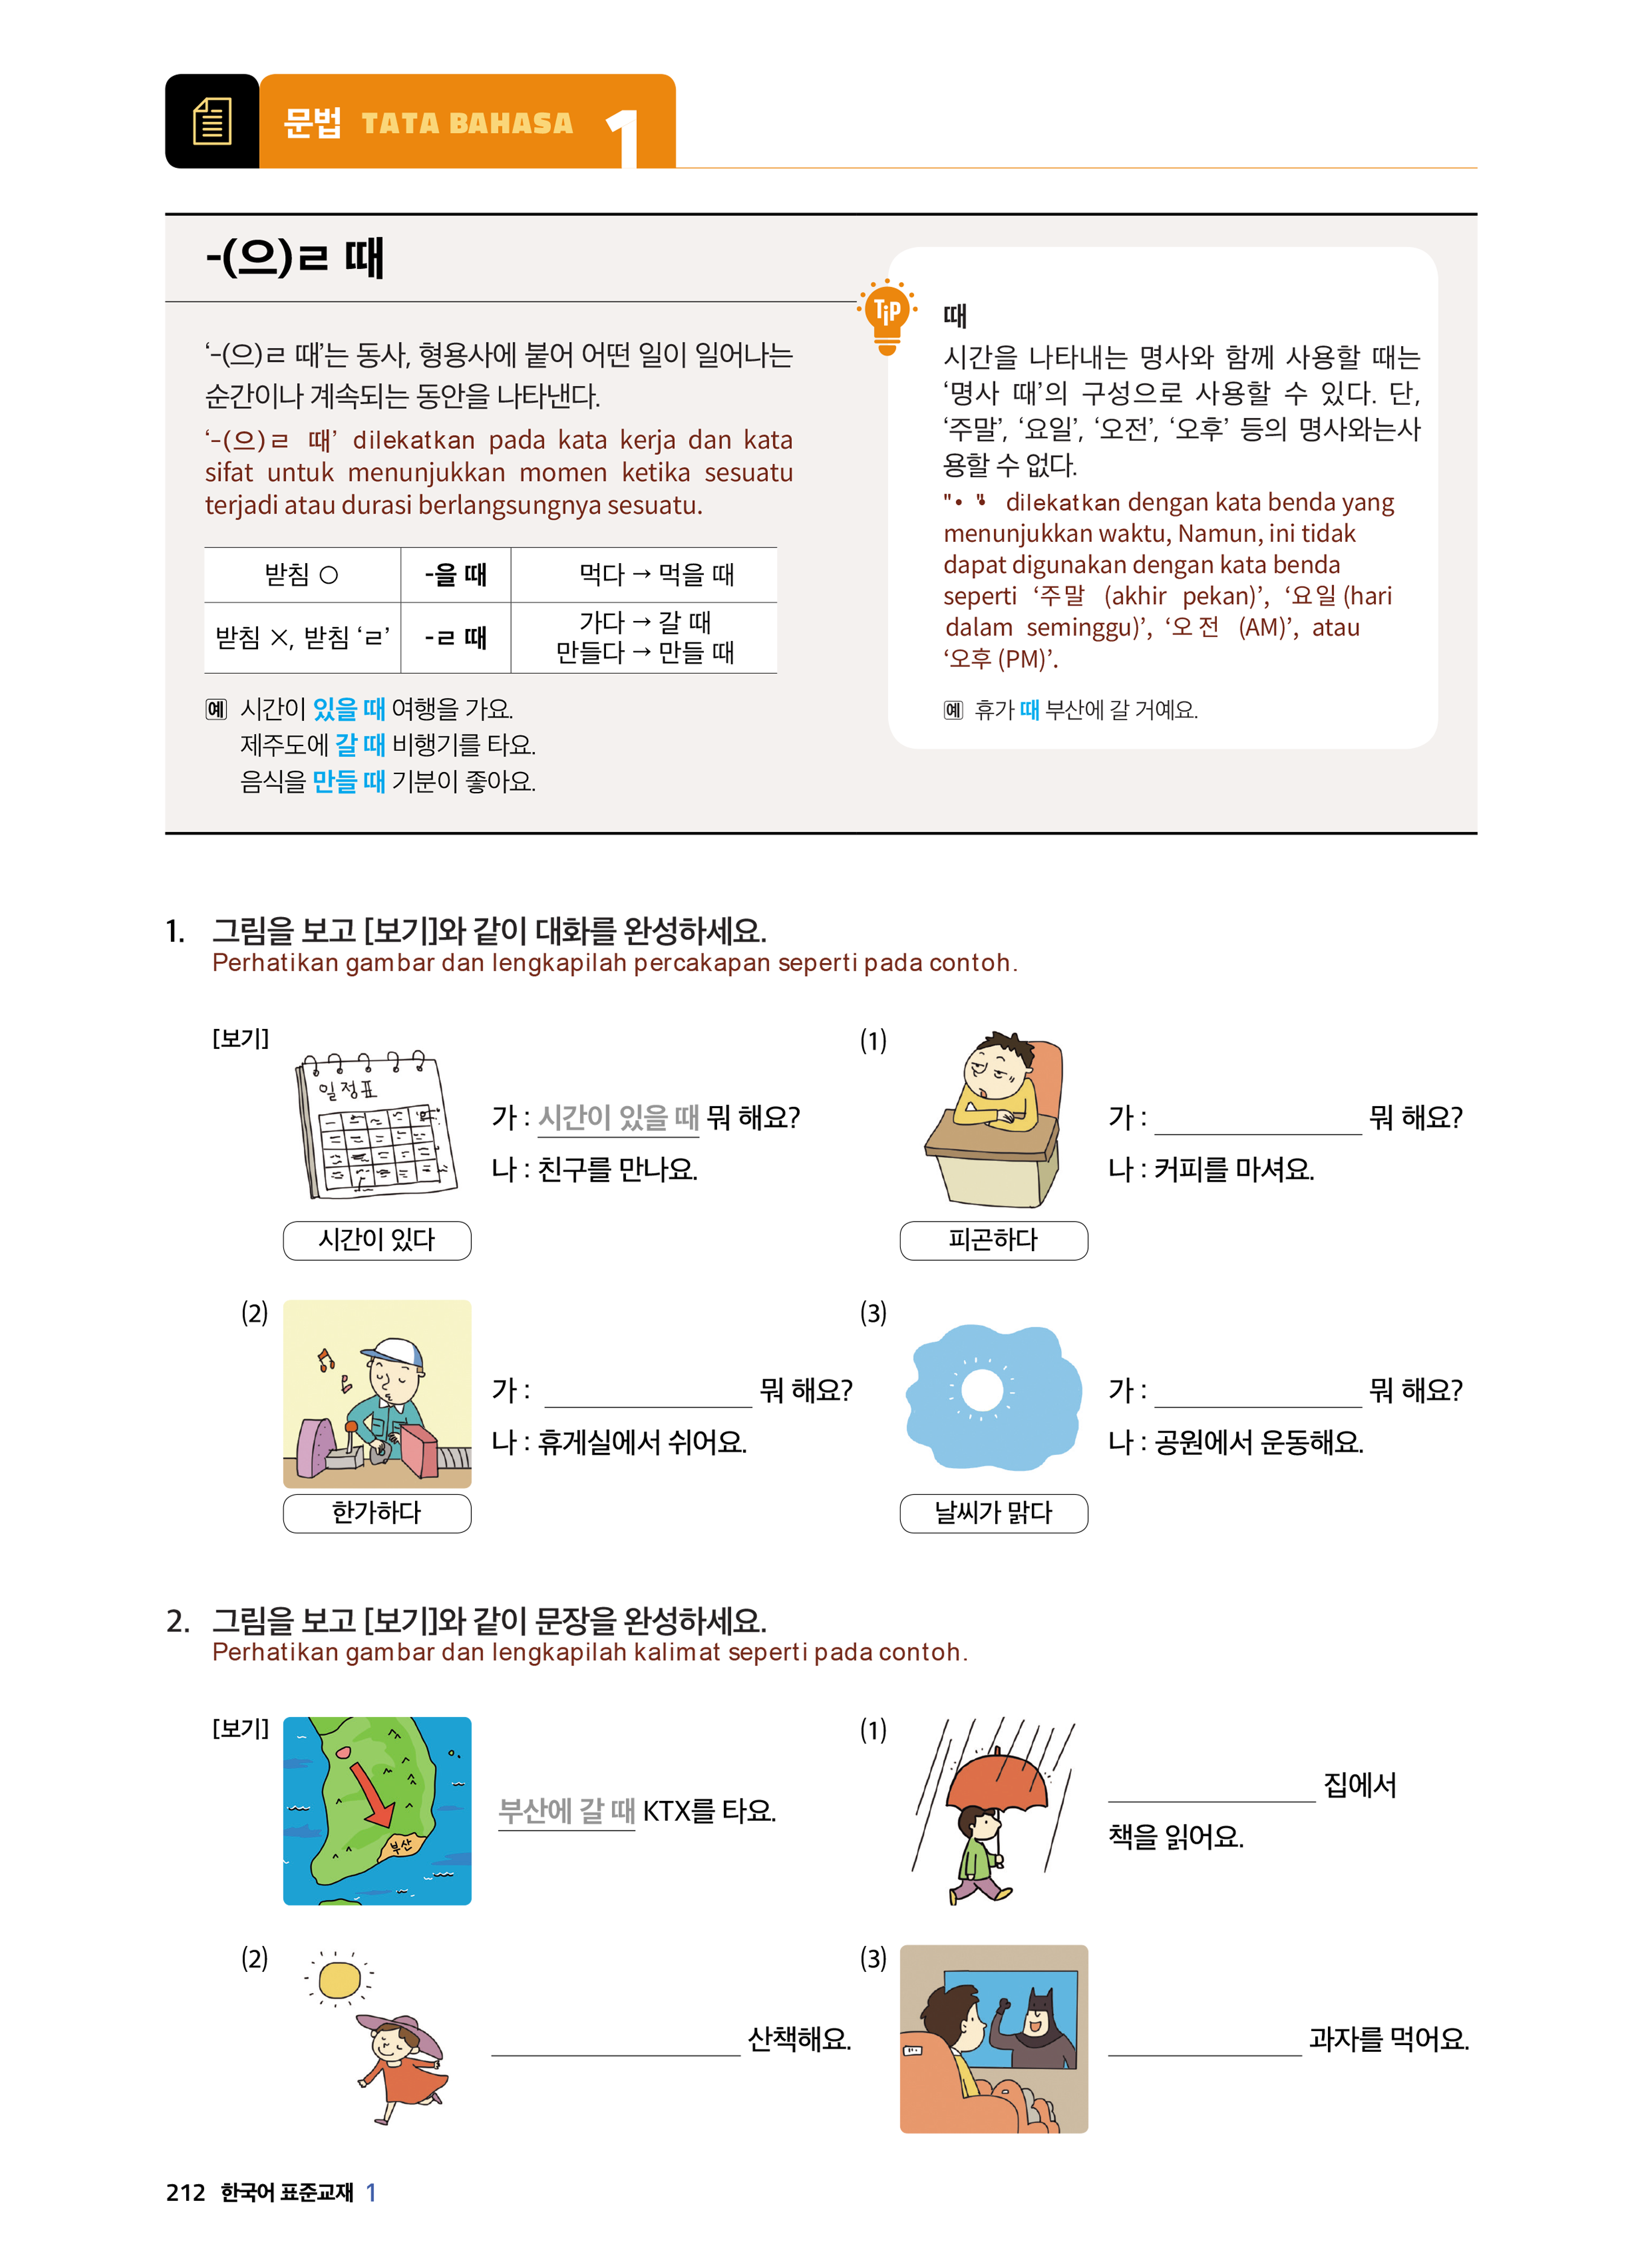 문법 TATA BAHASA 1
-(으)ㄹ 때
‘-(으)ㄹ 때’는 동사, 형용사에 붙어 어떤 일이 일어나는
순간이나 계속되는 동안을 나타낸다.
‘-(으)ㄹ 때’ dilekatkan pada kata kerja dan kata
sifat untuk menunjukkan momen ketika sesuatu
terjadi atau durasi berlangsungnya sesuatu.
받침 ○ -을 때 먹다 → 먹을 때
받침 ×, 받침 ‘ㄹ’ -ㄹ 때 가다 → 갈 때
만들다 → 만들 때
예 시간이 있을 때 여행을 가요.
제주도에 갈 때 비행기를 타요.
음식을 만들 때 기분이 좋아요.
Tip
때
시간을 나타내는 명사와 함께 사용할 때는
‘명사 때’의 구성으로 사용할 수 있다. 단,
‘주말’, ‘요일’, ‘오전’, ‘오후’ 등의 명사와는사
용할 수 없다.
dilekatkan dengan kata benda yang
menunjukkan waktu, Namun, ini tidak
dapat digunakan dengan kata benda
seperti ‘주말 (akhir pekan)’, ‘요일 (hari
dalam seminggu)’, ‘오전 (AM)’, atau
‘오후 (PM)’.
예 휴가 때 부산에 갈 거예요.
1. 그림을 보고 [보기]와 같이 대화를 완성하세요.
Perhatikan gambar dan lengkapilah percakapan seperti pada contoh.
[보기]
일정표
가 : 시간이 있을 때 뭐 해요?
나 : 친구를 만나요.
시간이 있다
(1)
가 : 뭐 해요?
나 : 커피를 마셔요.
피곤하다
(2)
가 : 뭐 해요?
나 : 휴게실에서 쉬어요.
한가하다
(3)
가 : 뭐 해요?
나 : 공원에서 운동해요.
날씨가 맑다
2. 그림을 보고 [보기]와 같이 문장을 완성하세요.
Perhatikan gambar dan lengkapilah kalimat seperti pada contoh.
[보기]
부산
부산에 갈 때 KTX를 타요.
(1)
집에서
책을 읽어요.
(2)
산책해요.
(3)
과자를 먹어요.
212 한국어 표준교재 1